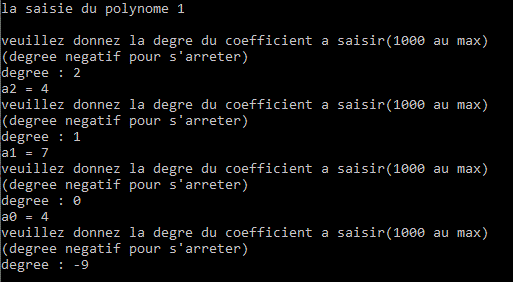 la saisie du polynome 1
veuillez donnez la degre du coefficient a saisir(1000 au max)
(degree negatif pour s'arreter)
degree : 2
a2 = 4
veuillez donnez la degre du coefficient a saisir(1000 au max)
(degree negatif pour s'arreter)
degree : 1
a1 = 7
veuillez donnez la degre du coefficient a saisir(1000 au max)
(degree negatif pour s'arreter)
degree : 0
a0 = 4
veuillez donnez la degre du coefficient a saisir(1000 au max)
(degree negatif pour s'arreter)
degree : -9